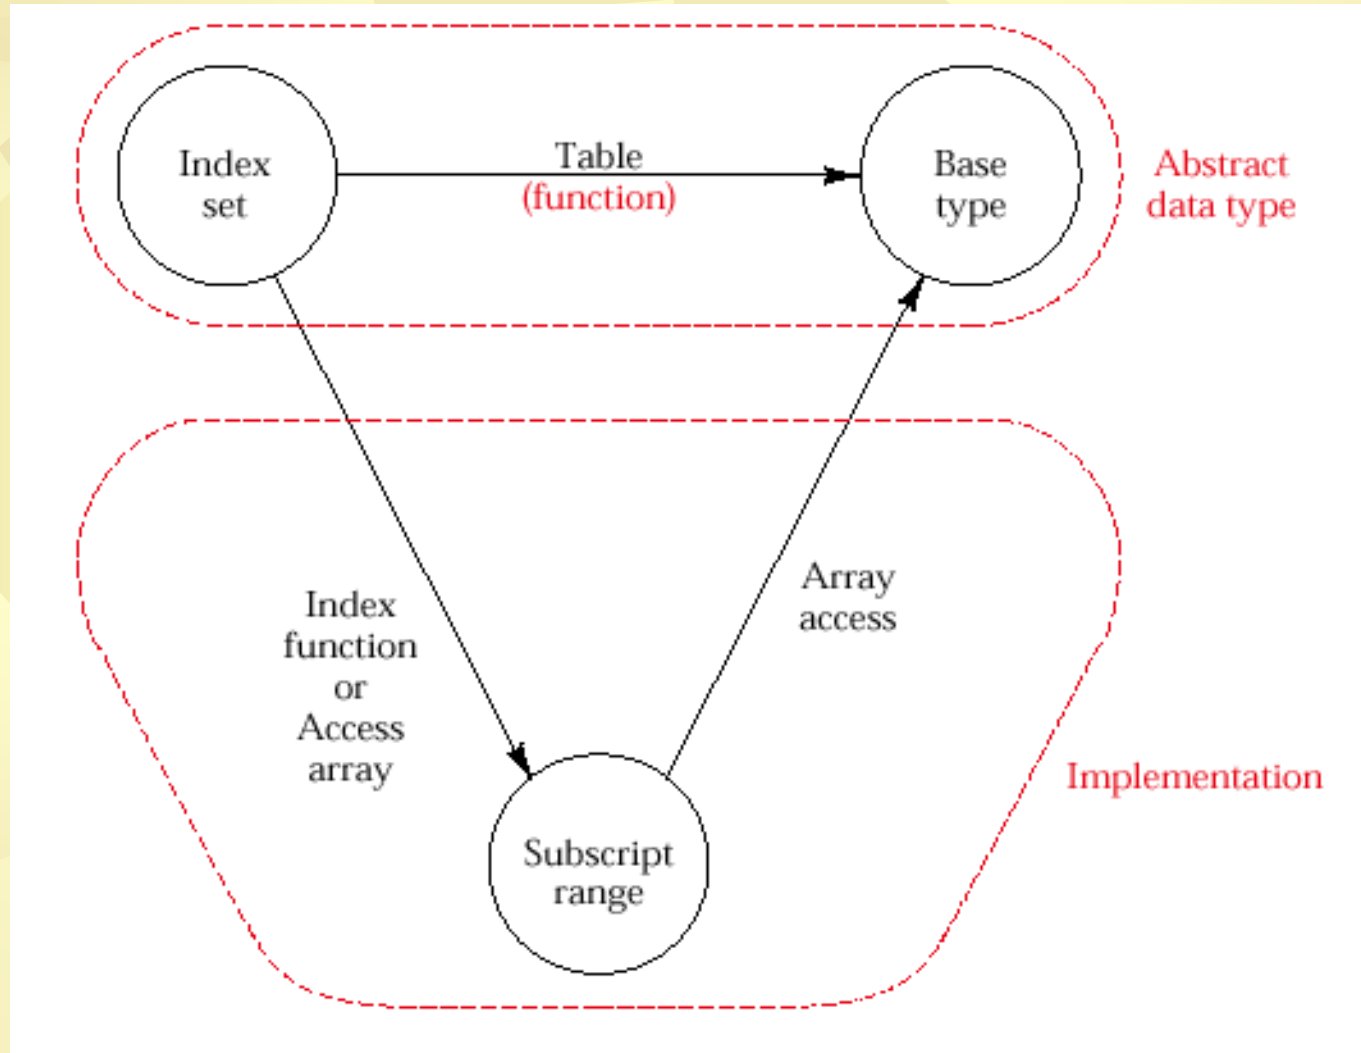 Index
set
Table
(function)
Base
type
Abstract
data type
Index
function
or
Access
array
Array
access
Subscript
range
Implementation